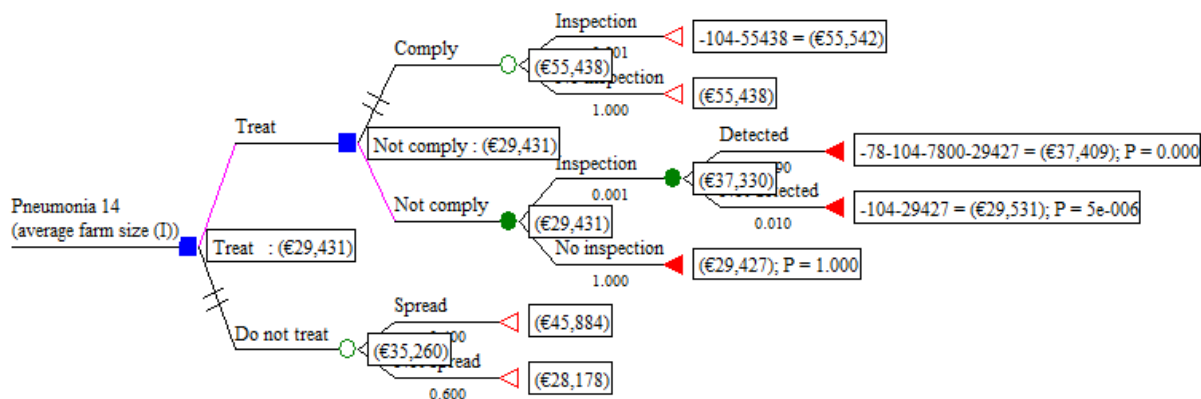 Inspection
-104-55438 = (€55,542)
Comply
(€55,438)
(€55,438)
1.000
Treat
Detected
Not comply : (€29,431)
-78-104-7800-29427 = (€37,409); P = 0.000
Inspection
(€37,330)
0.001
Pneumonia 14
Not comply
-104-29427 = (€29,531); P = 5e-006
(average farm size (I))
(€29,431)
0.010
Treat : (€29,431)
No inspection
(€29,427); P = 1.000
1.000
Spread
(€45,884)
Do not treat
(€35,260)
(€28,178)
0.600